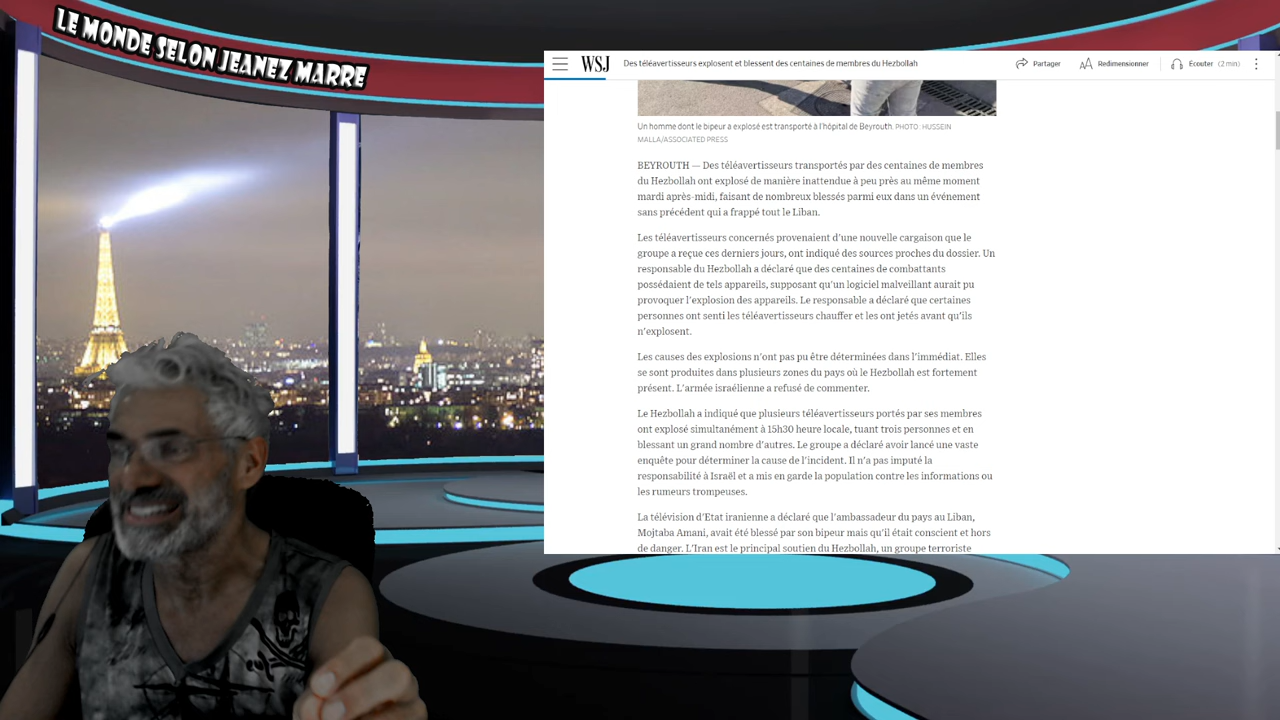 LE MONDE SELON JEANEZ MARRE
WSJ
Des téléavertisseurs explosent et blessent des centaines de membres du Hezbollah
Partager
AA Redimensionner
Ecouter (2 min)
Un homme dont le bipeur a explosé est transporté à l'hôpital de Beyrouth. PHOTO: HUSSEIN
MALLA/ASSOCIATED PRESS
BEYROUTH — Des téléavertisseurs transportés par des centaines de membres
du Hezbollah ont explosé de manière inattendue à peu près au même moment
mardi après-midi, faisant de nombreux blessés parmi eux dans un événement
sans précédent qui a frappé tout le Liban.
Les téléavertisseurs concernés provenaient d'une nouvelle cargaison que le
groupe a reçue ces derniers jours, ont indiqué des sources proches du dossier. Un
responsable du Hezbollah a déclaré que des centaines de combattants
possédaient de tels appareils, supposant qu'un logiciel malveillant aurait pu
provoquer l'explosion des appareils. Le responsable a déclaré que certaines
personnes ont senti les téléavertisseurs chauffer et les ont jetés avant qu'ils
n'explosent.
Les causes des explosions n'ont pas pu être déterminées dans l'immédiat. Elles
se sont produites dans plusieurs zones du pays où le Hezbollah est fortement
présent. L'armée israélienne a refusé de commenter.
Le Hezbollah a indiqué que plusieurs téléavertisseurs portés par ses membres
ont explosé simultanément à 15h30 heure locale, tuant trois personnes et en
blessant un grand nombre d'autres. Le groupe a déclaré avoir lancé une vaste
enquête pour déterminer la cause de l'incident. Il n'a pas imputé la
responsabilité à Israël et a mis en garde la population contre les informations ou
les rumeurs trompeuses.
La télévision d'Etat iranienne a déclaré que l'ambassadeur du pays au Liban,
Mojtaba Amani, avait été blessé par son bipeur mais qu'il était conscient et hors
de danger. L'Iran est le principal soutien du Hezbollah, un groupe terroriste